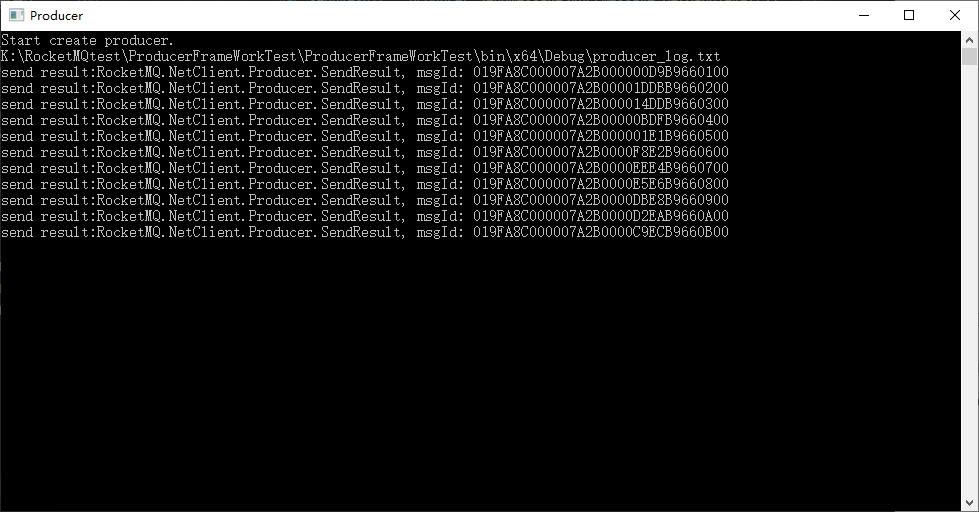 Producer
Start create producer.
K:\RocketMQtest\ProducerFrameWorkTest\ProducerFrameWorkTest\bin\x64\Debug\producer_log.txt
send result:RocketMQ.NetClient.Producer.SendResult, msgId: 019FA8C000007A2B000000D9B9660100
send result:RocketMQ.NetClient.Producer.SendResult, msgId: 019FA8C000007A2B00001DDBB9660200
send result:RocketMQ.NetClient.Producer.SendResult, msgId: 019FA8C000007A2B000014DDB9660300
send result:RocketMQ.NetClient.Producer.SendResult, msgId: 019FA8C000007A2B00000BDFB9660400
send result:RocketMQ.NetClient.Producer.SendResult, msgId: 019FA8C000007A2B000001E1B9660500
send result:RocketMQ.NetClient.Producer.SendResult, msgId: 019FA8C000007A2B0000F8E2B9660600
send result:RocketMQ.NetClient.Producer.SendResult, msgId: 019FA8C000007A2B0000EEE4B9660700
send result:RocketMQ.NetClient.Producer.SendResult, msgId: 019FA8C000007A2B0000E5E6B9660800
send result:RocketMQ.NetClient.Producer.SendResult, msgId: 019FA8C000007A2B0000DBE8B9660900
send result:RocketMQ.NetClient.Producer.SendResult, msgId: 019FA8C000007A2B0000D2EAB9660A00
send result:RocketMQ.NetClient.Producer.SendResult, msgId: 019FA8C000007A2B0000C9ECB9660B00